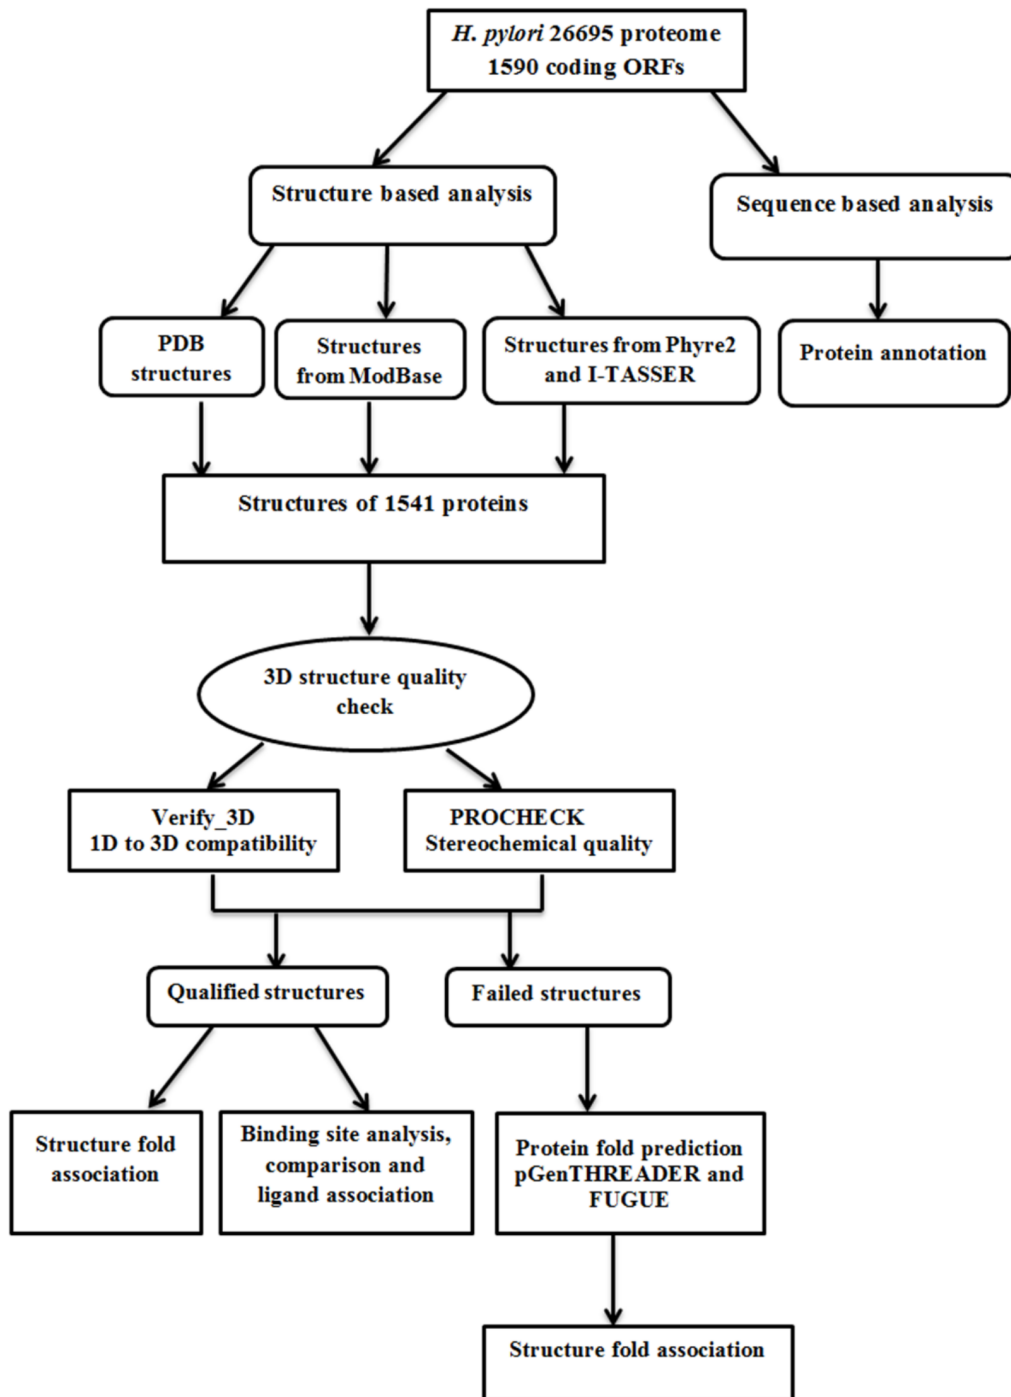 H. pylori 26695 proteome
1590 coding ORFs
Structure based analysis
Sequence based analysis
PDB
structures
Structures
from ModBase
Structures from Phyre2
and I-TASSER
Protein annotation
Structures of 1541 proteins
3D structure quality
check
Verify_3D
1D to 3D compatibility
PROCHECK
Stereochemical quality
Qualified structures
Failed structures
Structure fold
association
Binding site analysis,
comparison and
ligand association
Protein fold prediction
pGenTHREADER and
FUGUE
Structure fold association